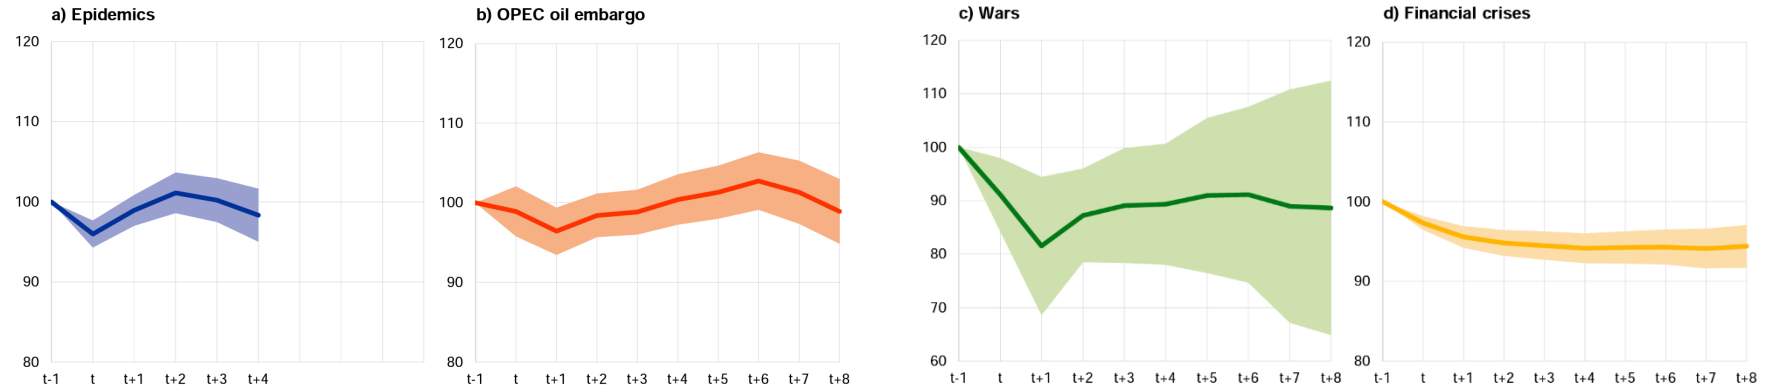 a) Epidemics
120
110
100
90
80
t-1 t t+1 t+2 t+3 t+4
b) OPEC oil embargo
120
110
100
90
80
t-1 t t+1 t+2 t+3 t+4 t+5 t+6 t+7 t+8
c) Wars
120
110
100
90
80
70
60
t-1 t t+1 t+2 t+3 t+4 t+5 t+6 t+7 t+8
d) Financial crises
120
110
100
90
80
t-1 t t+1 t+2 t+3 t+4 t+5 t+6 t+7 t+8